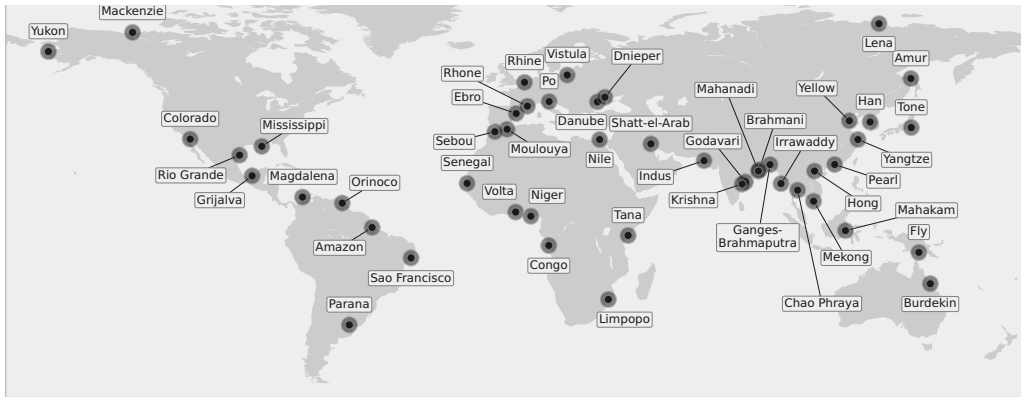 Mackenzie
Yukon
Lena
Rhine
Vistula
Dnieper
Amur
Rhone
Po
Mahanadi
Yellow
Han
Ebro
Tone
Colorado
Mississippi
Danube
Shatt-el-Arab
Brahmani
Sebou
Moulouya
Godavari
Irrawaddy
Senegal
Nile
Yangtze
Rio Grande
Magdalena
Indus
Orinoco
Pearl
Grijalva
Volta
Niger
Krishna
Hong
Tana
Mahakam
Amazon
Ganges-
Brahmaputra
Fly
Congo
Mekong
Sao Francisco
Parana
Chao Phraya
Burdekin
Limpopo